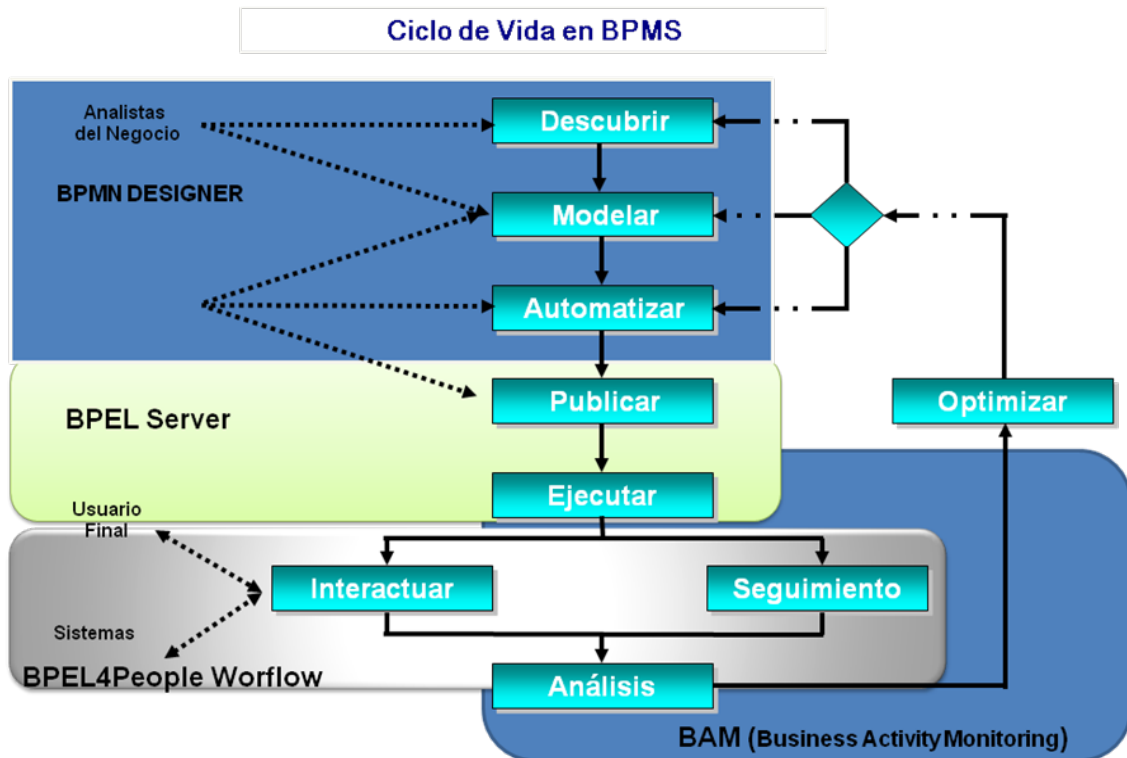 Ciclo de Vida en BPMS
Analistas
del Negocio
BPMN DESIGNER
Descubrir
Modelar
Automatizar
BPEL Server
Publicar
Optimizar
Ejecutar
Usuario
Final
Interactuar
Seguimiento
Sistemas
BPEL4People Worflow
Análisis
BAM (Business Activity Monitoring)